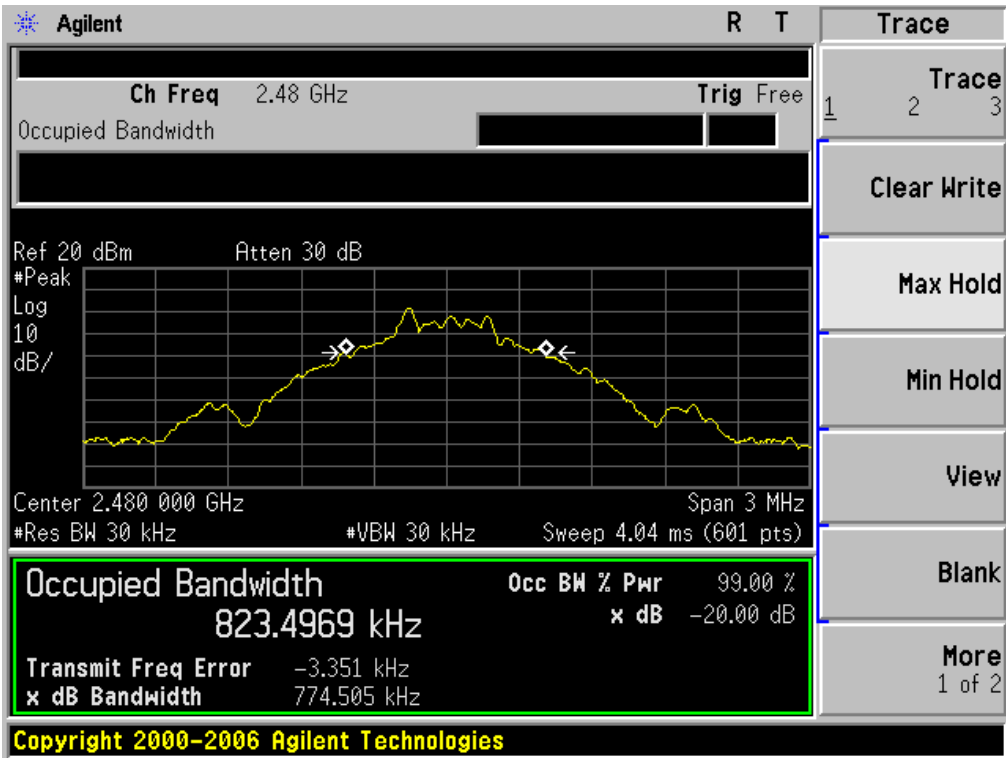 Agilent R T Trace
Ch Freq 2.48 GHz Trig Free
Occupied Bandwidth
Trace
1 2 3
Clear Write
Ref 20 dBm Atten 30 dB
#Peak
Log
10
dB/
Max Hold
Min Hold
View
Center 2.480 000 GHz Span 3 MHz
#Res BW 30 kHz #VBW 30 kHz Sweep 4.04 ms (601 pts)
Occupied Bandwidth Occ BW % Pwr 99.00 %
823.4969 kHz x dB -20.00 dB
Transmit Freq Error -3.351 kHz
x dB Bandwidth 774.505 kHz
Blank
More
1 of 2
Copyright 2000-2006 Agilent Technologies